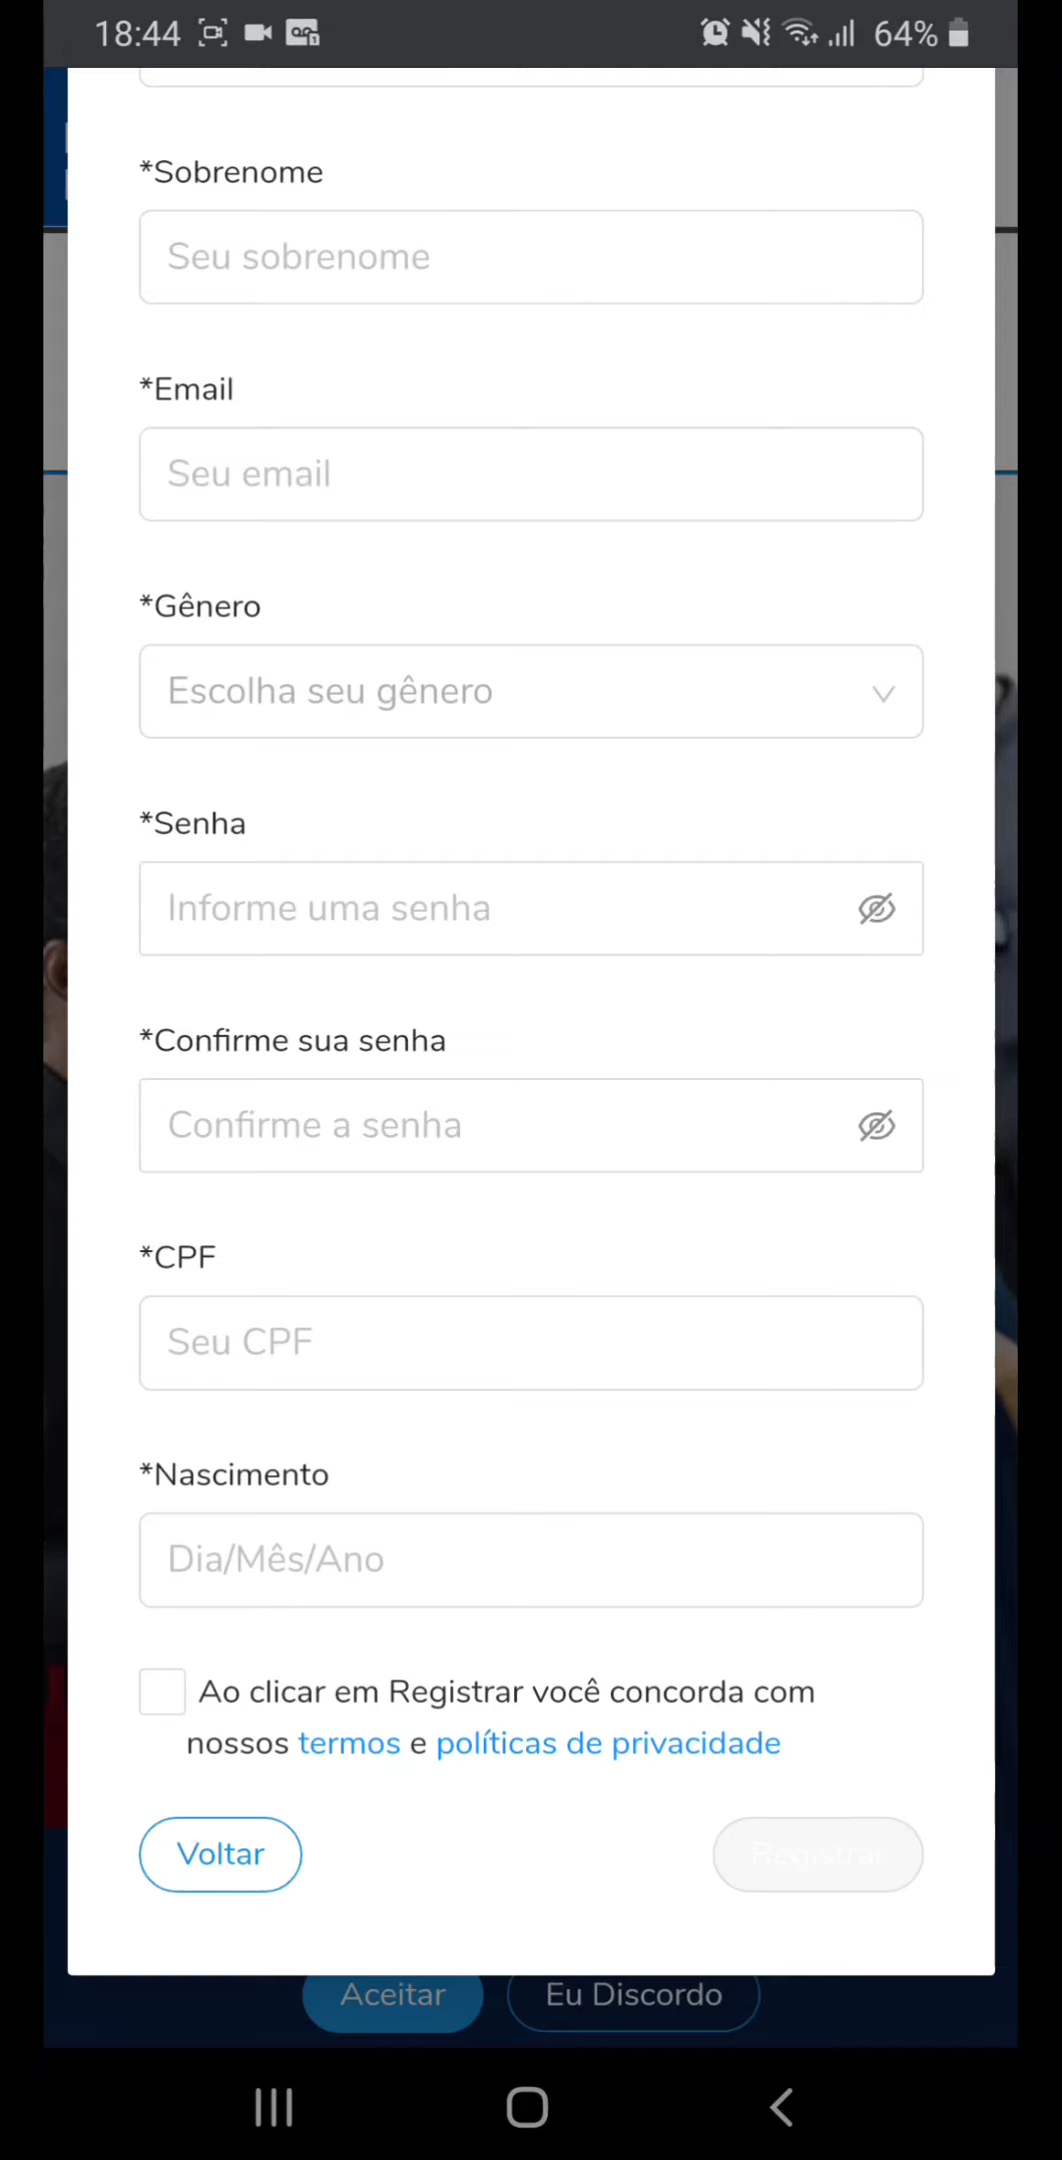 18:44
64%
*Sobrenome
Seu sobrenome
*Email
Seu email
*Gênero
Escolha seu gênero
*Senha
Informe uma senha
*Confirme sua senha
Confirme a senha
*CPF
Seu CPF
*Nascimento
Dia/Mês/Ano
Ao clicar em Registrar você concorda com
nossos termos e políticas de privacidade
Voltar
Registrar
Aceitar
Eu Discordo